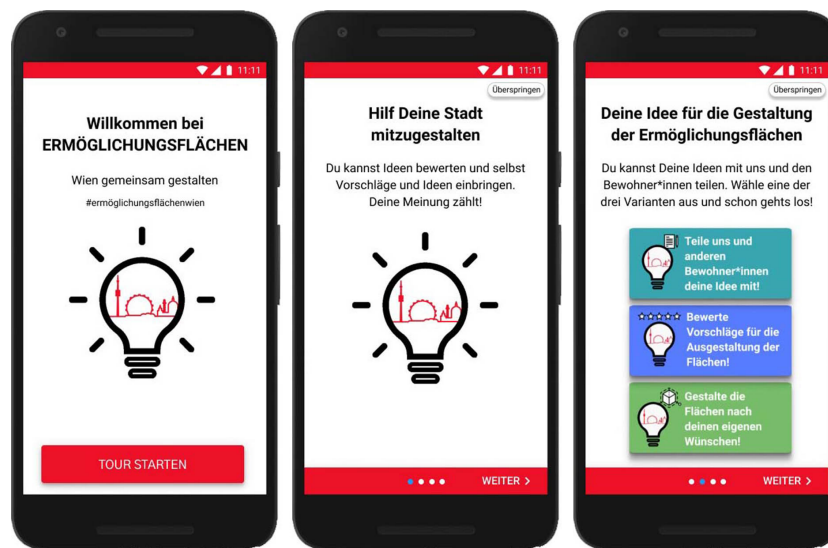 11:11
Willkommen bei
ERMÖGLICHUNGSFLÄCHEN
Wien gemeinsam gestalten
#ermöglichungsflächenwien
TOUR STARTEN
11:11
Überspringen
Hilf Deine Stadt
mitzugestalten
Du kannst Ideen bewerten und selbst
Vorschläge und Ideen einbringen.
Deine Meinung zählt!
WEITER >
11:11
Überspringen
Deine Idee für die Gestaltung
der Ermöglichungsflächen
Du kannst Deine Ideen mit uns und den
Bewohner*innen teilen. Wähle eine der
drei Varianten aus und schon gehts los!
Teile uns und
anderen
Bewohner*innen
deine Idee mit!
Bewerte
Vorschläge für die
Ausgestaltung der
Flächen!
Gestalte die
Flächen nach
deinen eigenen
Wünschen!
WEITER >